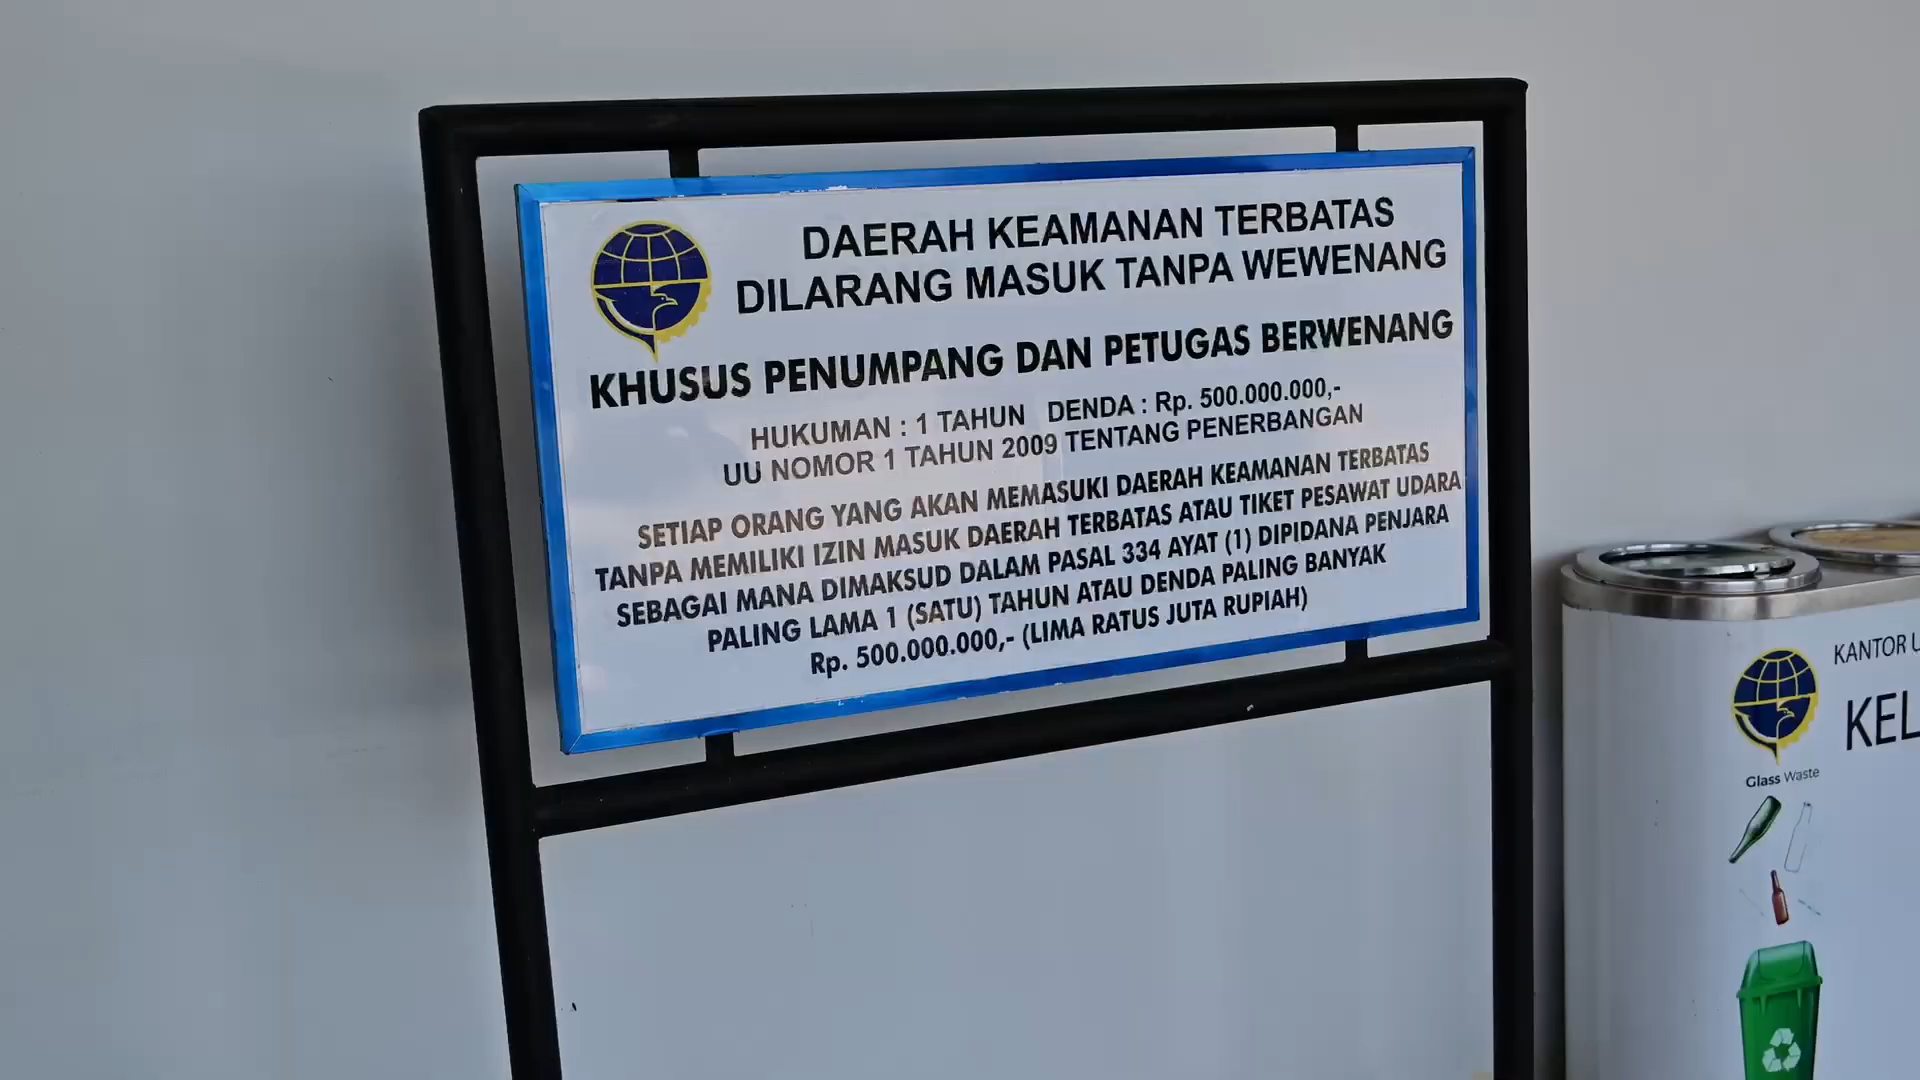 DAERAH KEAMANAN TERBATAS
DILARANG MASUK TANPA WEWENANG
KHUSUS PENUMPANG DAN PETUGAS BERWENANG
HUKUMAN : 1 TAHUN DENDA : Rp. 500.000.000,-
UU NOMOR 1 TAHUN 2009 TENTANG PENERBANGAN
SETIAP ORANG YANG AKAN MEMASUKI DAERAH KEAMANAN TERBATAS
TANPA MEMILIKI IZIN MASUK DAERAH TERBATAS ATAU TIKET PESAWAT UDARA
SEBAGAI MANA DIMAKSUD DALAM PASAL 334 AYAT (1) DIPIDANA PENJARA
PALING LAMA 1 (SATU) TAHUN ATAU DENDA PALING BANYAK
Rp. 500.000.000,- (LIMA RATUS JUTA RUPIAH)
KANTOR
Glass Waste